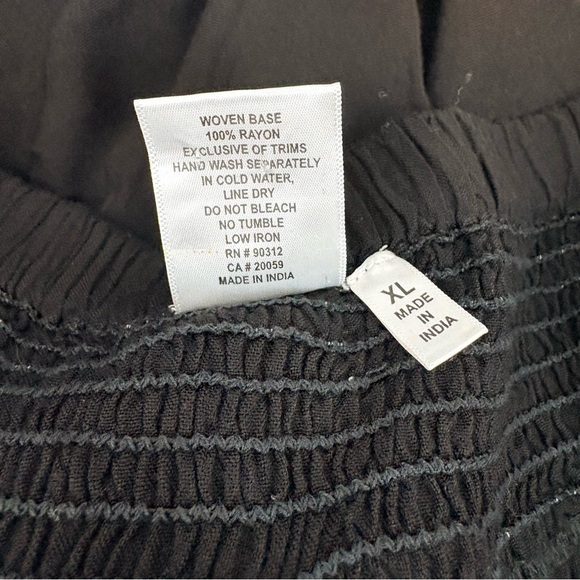 WOVEN BASE
100% RAYON
EXCLUSIVE OF TRIMS
HAND WASH SEPARATELY
IN COLD WATER,
LINE DRY
DO NOT BLEACH
NO TUMBLE
LOW IRON
RN # 90312
CA # 20059
MADE IN INDIA
XL
MADE
IN
INDIA